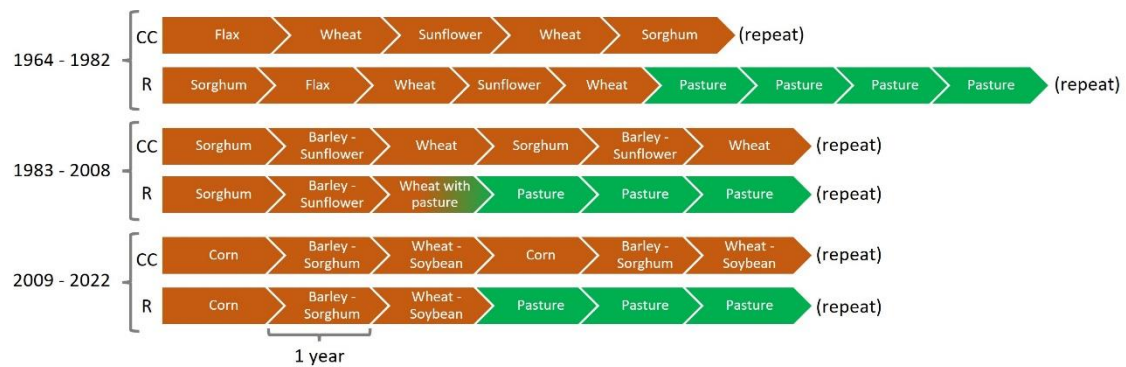 CC Flax Wheat Sunflower Wheat Sorghum (repeat)
1964 - 1982
R Sorghum Flax Wheat Sunflower Wheat Pasture Pasture Pasture Pasture (repeat)
CC Sorghum Barley - Sunflower Wheat Sorghum Barley - Sunflower Wheat (repeat)
1983 - 2008
R Sorghum Barley - Sunflower Wheat with pasture Pasture Pasture Pasture (repeat)
CC Corn Barley - Sorghum Wheat - Soybean Corn Barley - Sorghum Wheat - Soybean (repeat)
2009 - 2022
R Corn Barley - Sorghum Wheat - Soybean Pasture Pasture Pasture (repeat)
1 year